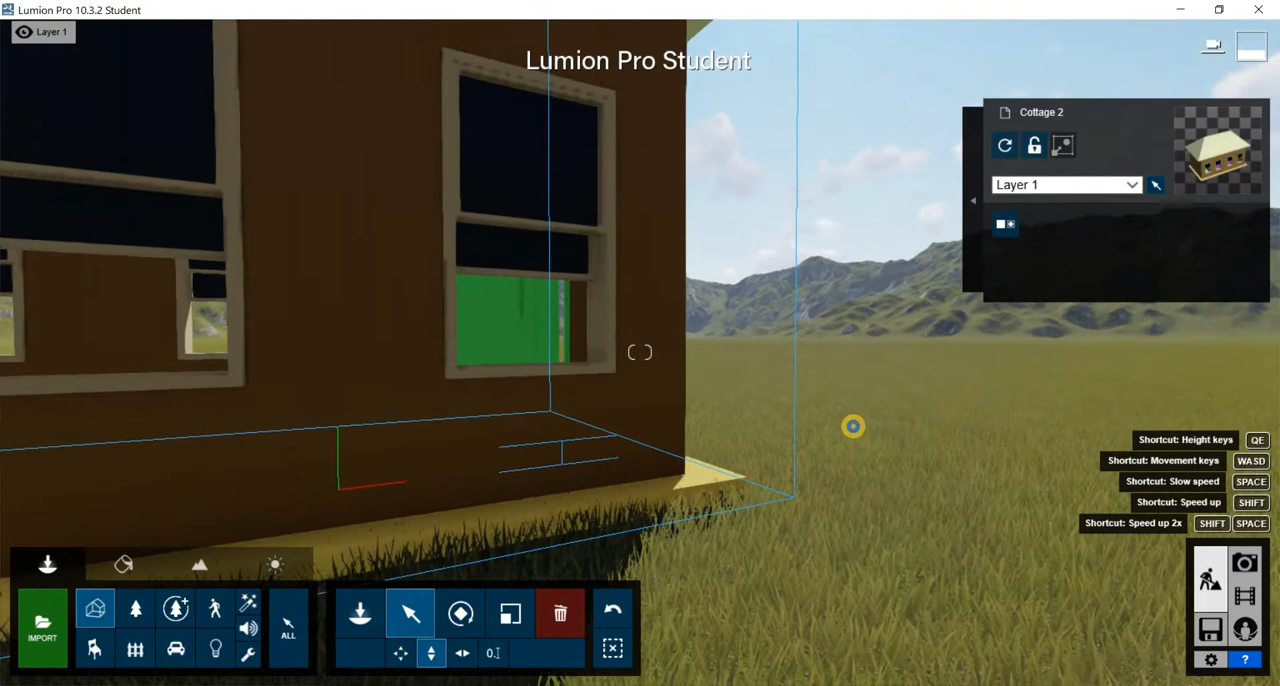 Lumion Pro 10.3.2 Student
Layer 1
Lumion Pro Student
Cottage 2
Layer 1
Shortcut: Height keys QE
Shortcut: Movement keys WASD
Shortcut: Slow speed SPACE
Shortcut: Speed up SHIFT
Shortcut: Speed up 2x SHIFT SPACE
IMPORT
ALL
?